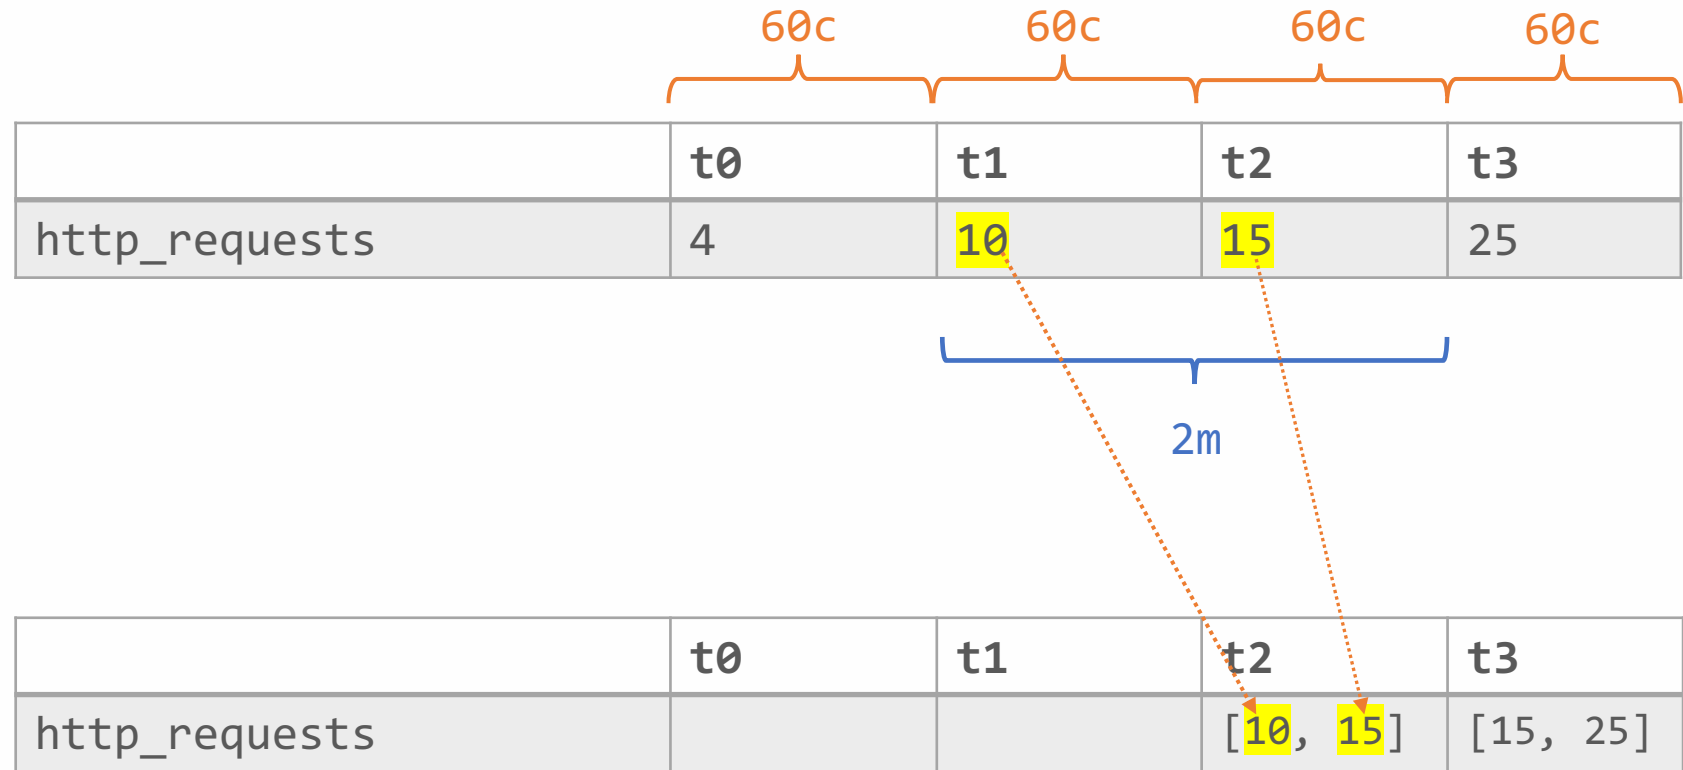 60c 60c 60c 60c
t0 t1 t2 t3
http_requests 4 10 15 25
2m
t0 t1 t2 t3
http_requests [10, 15] [15, 25]